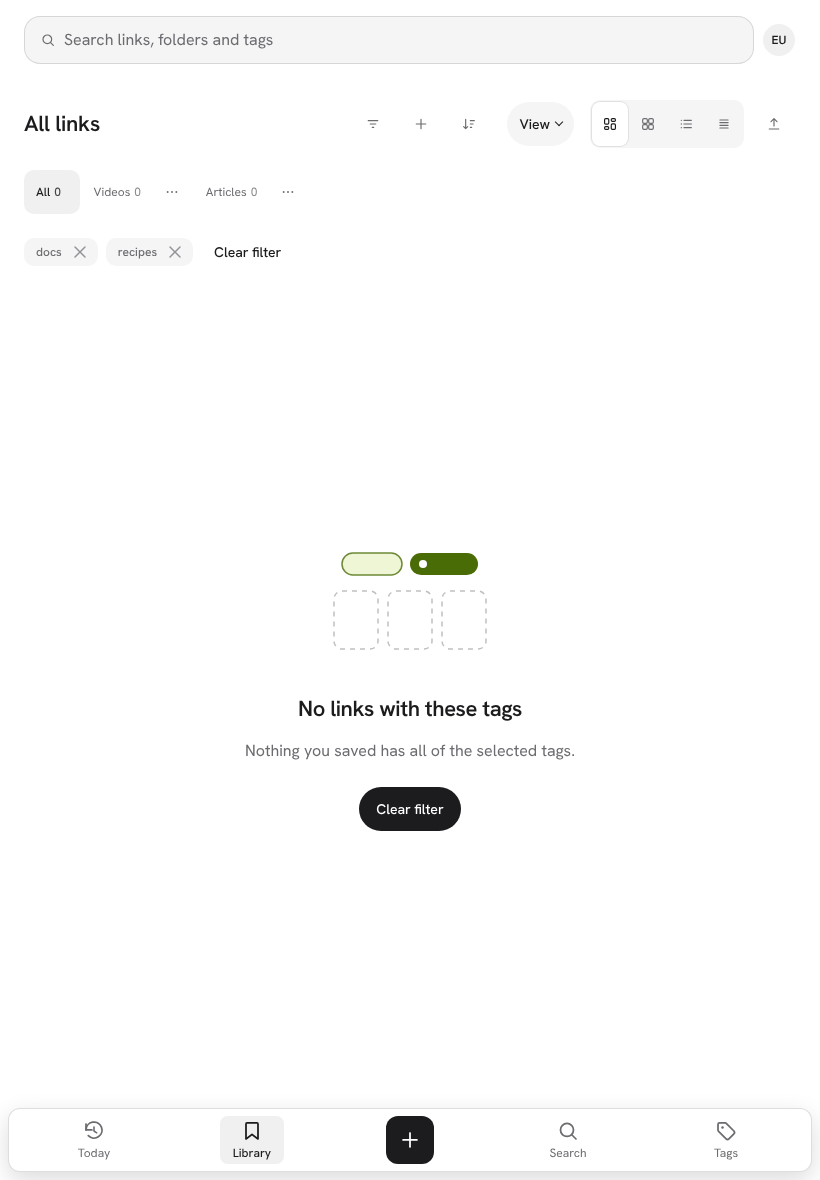 Search links, folders and tags
EU
All links
View
All 0
Videos 0
Articles 0
docs
recipes
Clear filter
No links with these tags
Nothing you saved has all of the selected tags.
Clear filter
Today
Library
Search
Tags